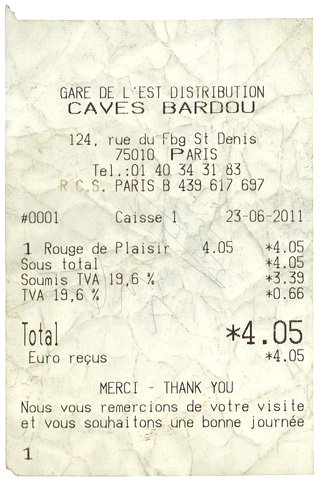 GARE DE L'EST DISTRIBUTION
CAVES BARDOU
124, rue du Fbg St Denis
75010 PARIS
Tel.:01 40 34 31 83
R.C.S. PARIS B 439 617 697
#0001 Caisse 1 23-06-2011
1 Rouge de Plaisir 4.05 *4.05
Sous total *4.05
Soumis TVA 19,6 % *3.39
TVA 19,6 % *0.66
Total *4.05
Euro reçus *4.05
MERCI - THANK YOU
Nous vous remercions de votre visite
et vous souhaitons une bonne journée
1